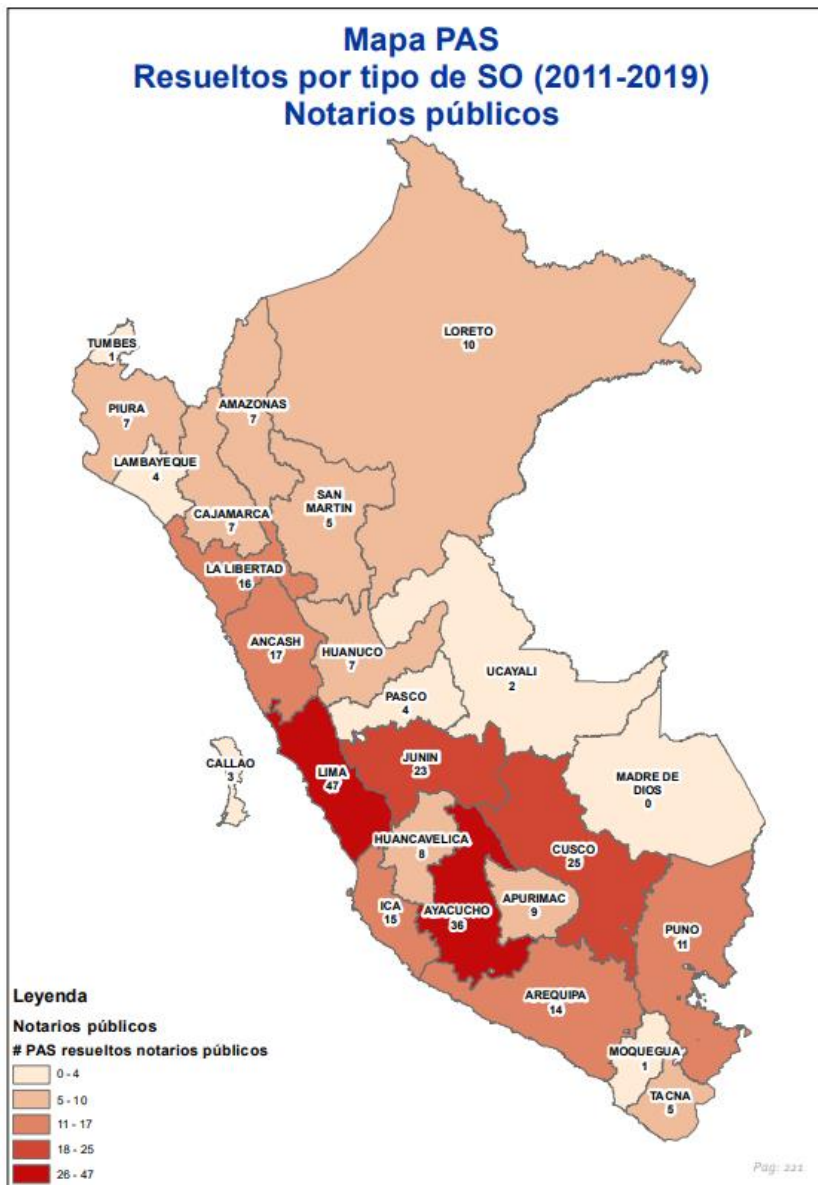 Mapa PAS
Resueltos por tipo de SO (2011-2019)
Notarios públicos
LORETO
10
TUMBES
1
PIURA
7
AMAZONAS
7
LAMBAYEQUE
4
SAN
MARTIN
5
CAJAMARCA
7
LA LIBERTAD
16
ANCASH
17
HUANUCO
7
UCAYALI
2
PASCO
4
CALLAO
3
LIMA
47
JUNIN
23
MADRE DE
DIOS
0
HUANCAVELICA
8
CUSCO
25
ICA
15
AYACUCHO
36
APURIMAC
9
PUNO
11
AREQUIPA
14
MOQUEGUA
1
TACNA
5
Leyenda
Notarios públicos
# PAS resueltos notarios públicos
0 - 4
5 - 10
11 - 17
18 - 25
26 - 47
Pág: 221